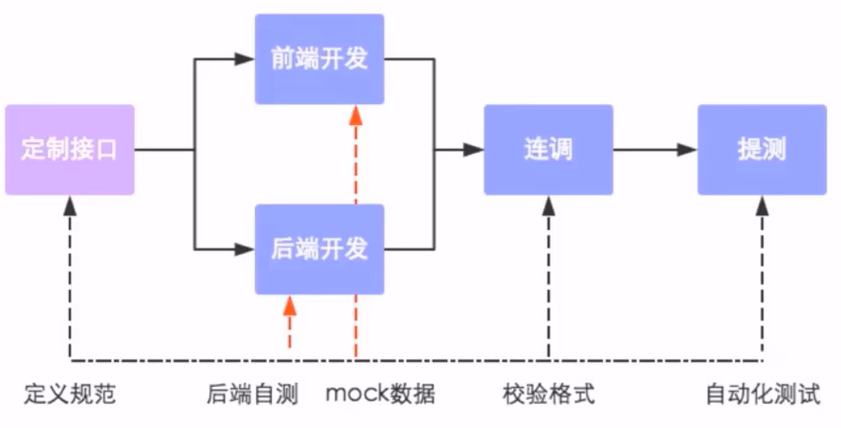 前端开发
定制接口
连调
提测
后端开发
定义规范
后端自测
mock数据
校验格式
自动化测试